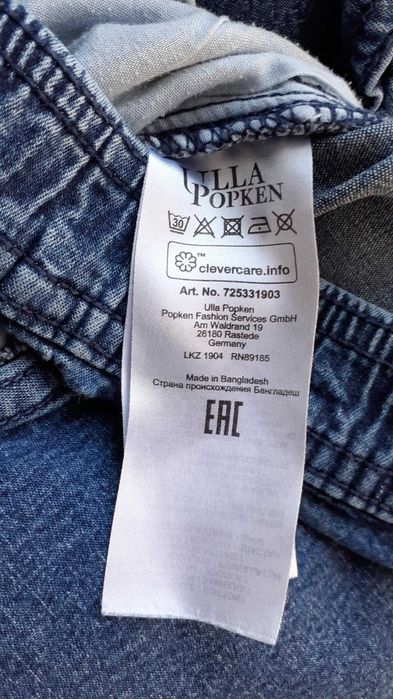 ULLA
POPKEN
30
™
clevercare.info
Art. No. 725331903
Ulla Popken
Popken Fashion Services GmbH
Am Waldrand 19
26180 Rastede
Germany
LKZ 1904 RN89185
Made in Bangladesh
Страна происхождения Бангладеш
EAC